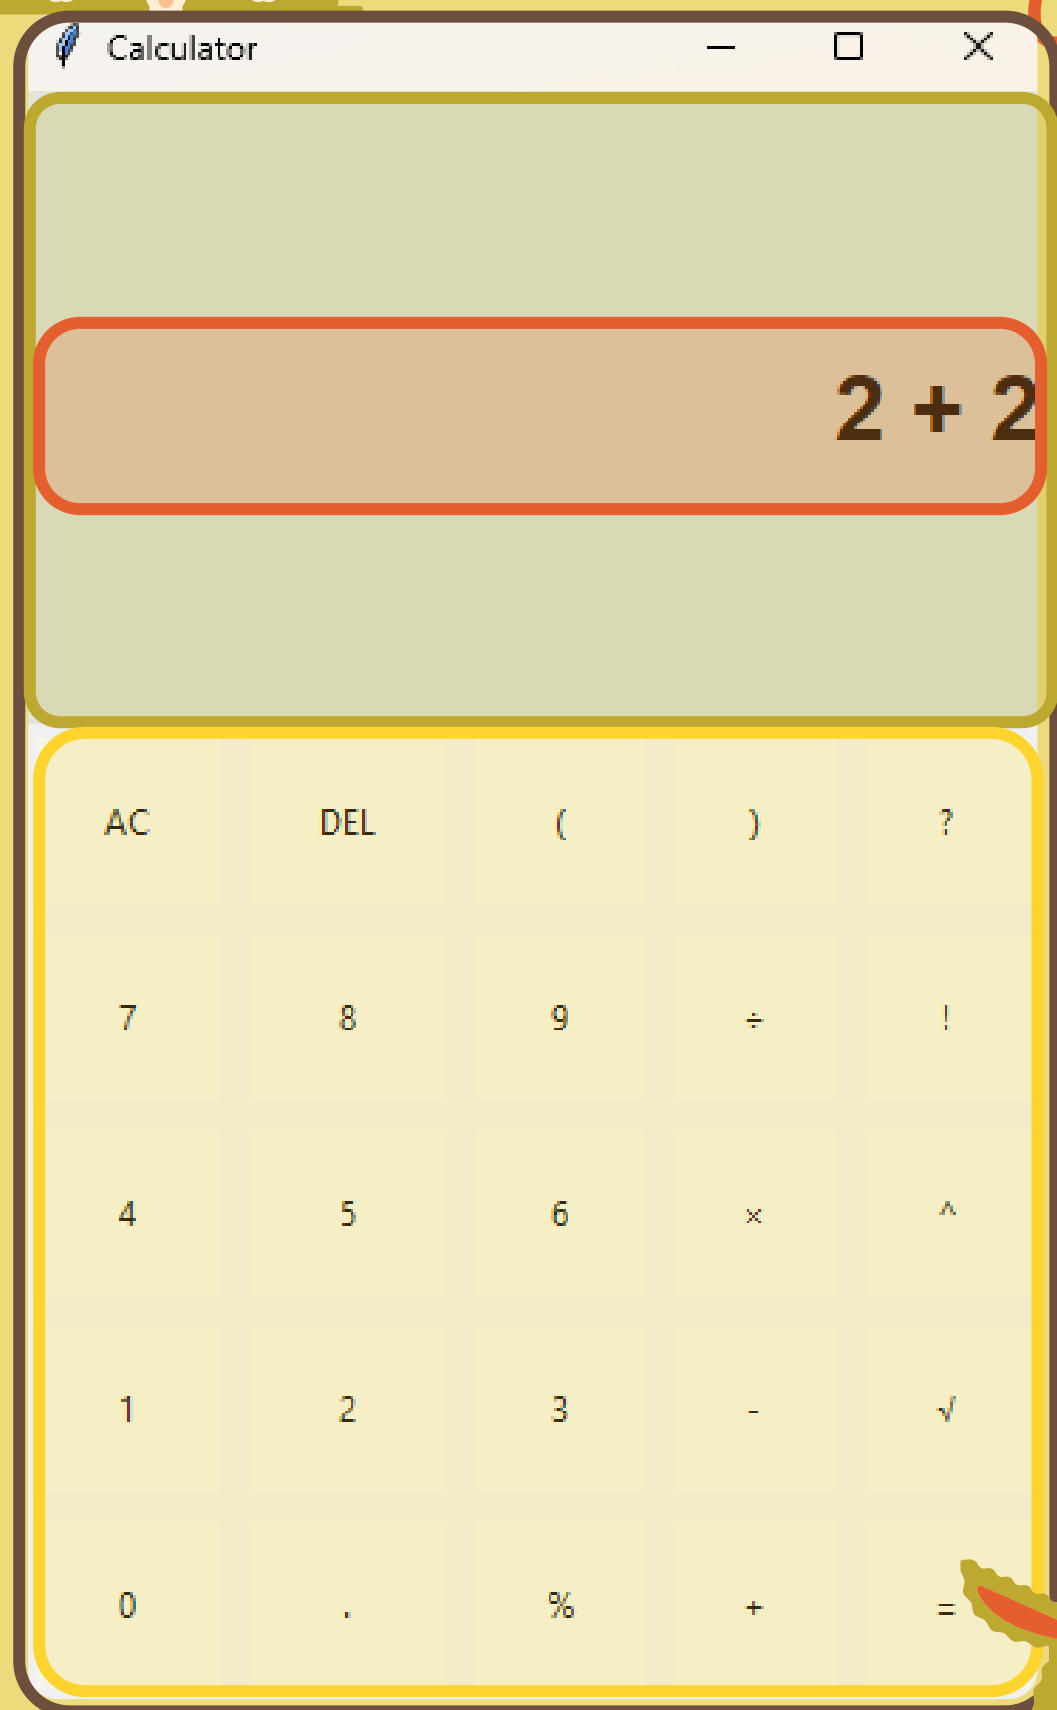 Calculator
2 + 2
AC DEL ( ) ?
7 8 9 ÷ !
4 5 6 × ^
1 2 3 - √
0 . % + =